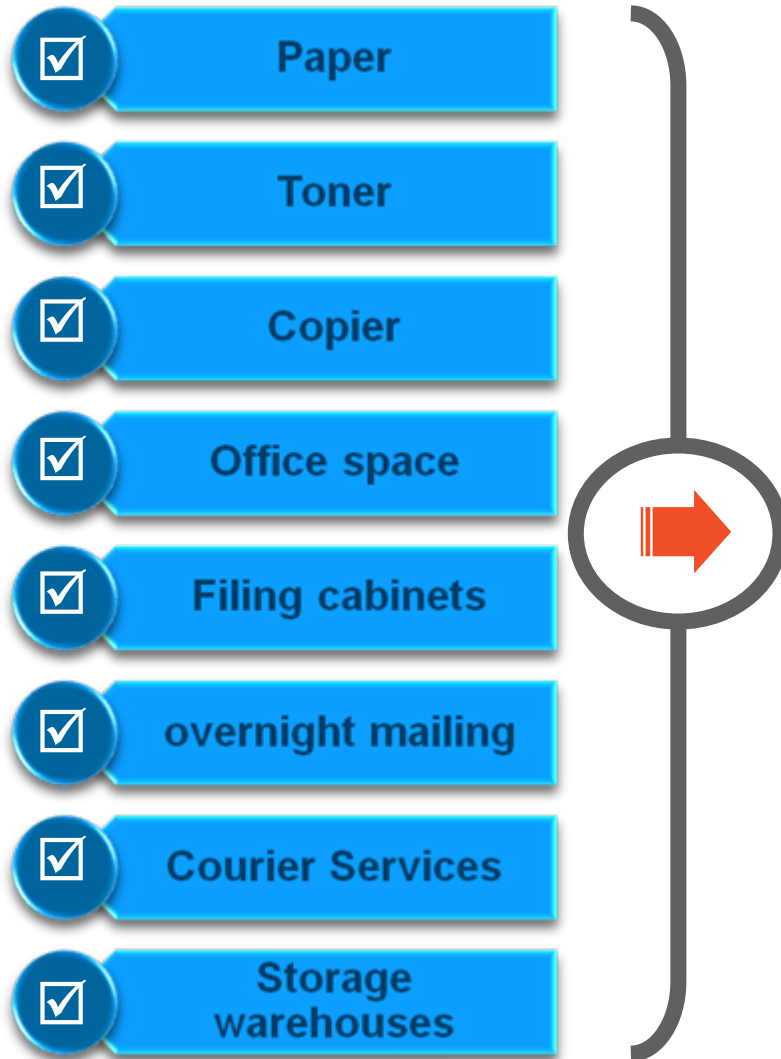 Paper
Toner
Copier
Office space
Filing cabinets
overnight mailing
Courier Services
Storage
warehouses